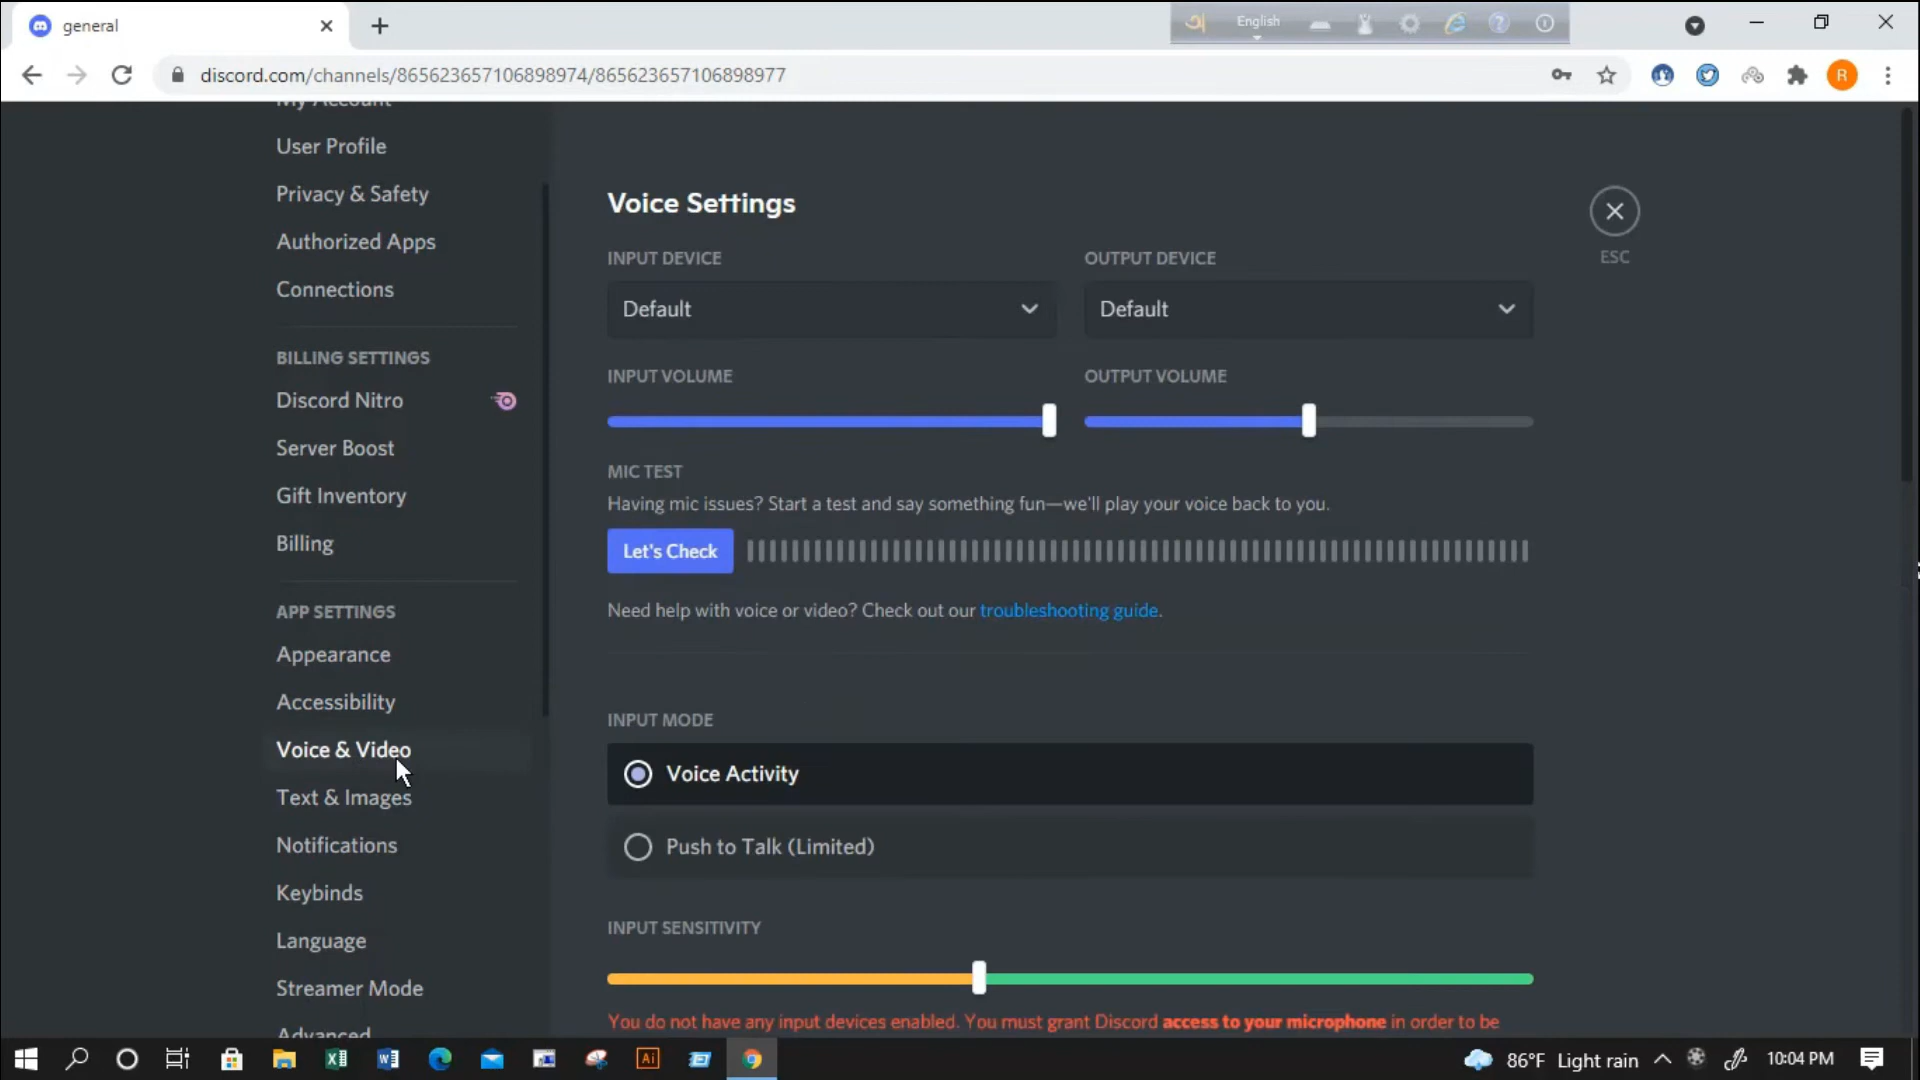 general
English
discord.com/channels/865623657106898974/865623657106898977
R
My Account
User Profile
Privacy & Safety
Authorized Apps
Connections
BILLING SETTINGS
Discord Nitro
Server Boost
Gift Inventory
Billing
APP SETTINGS
Appearance
Accessibility
Voice & Video
Text & Images
Notifications
Keybinds
Language
Streamer Mode
Advanced
Voice Settings
ESC
INPUT DEVICE
OUTPUT DEVICE
Default
Default
INPUT VOLUME
OUTPUT VOLUME
MIC TEST
Having mic issues? Start a test and say something fun—we'll play your voice back to you.
Let's Check
Need help with voice or video? Check out our troubleshooting guide.
INPUT MODE
Voice Activity
Push to Talk (Limited)
INPUT SENSITIVITY
You do not have any input devices enabled. You must grant Discord access to your microphone in order to be
Ai
86°F Light rain
10:04 PM